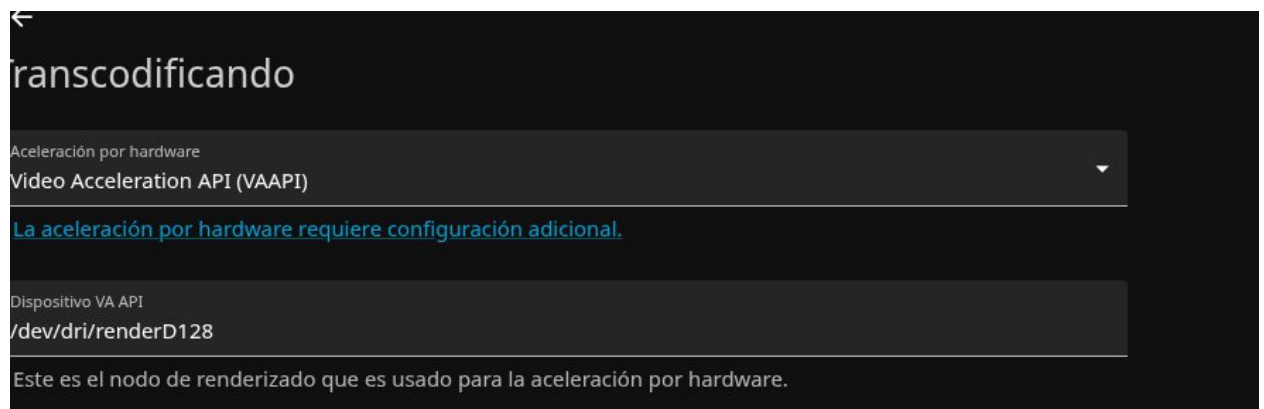 Transcodificando
Aceleración por hardware
Video Acceleration API (VAAPI)
La aceleración por hardware requiere configuración adicional.
Dispositivo VA API
/dev/dri/renderD128
Este es el nodo de renderizado que es usado para la aceleración por hardware.